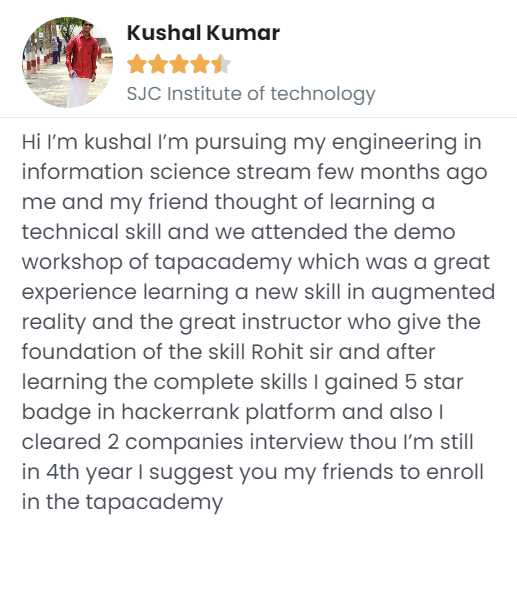 Kushal Kumar
SJC Institute of technology
Hi I’m kushal I’m pursuing my engineering in
information science stream few months ago
me and my friend thought of learning a
technical skill and we attended the demo
workshop of tapacademy which was a great
experience learning a new skill in augmented
reality and the great instructor who give the
foundation of the skill Rohit sir and after
learning the complete skills I gained 5 star
badge in hackerrank platform and also I
cleared 2 companies interview thou I’m still
in 4th year I suggest you my friends to enroll
in the tapacademy